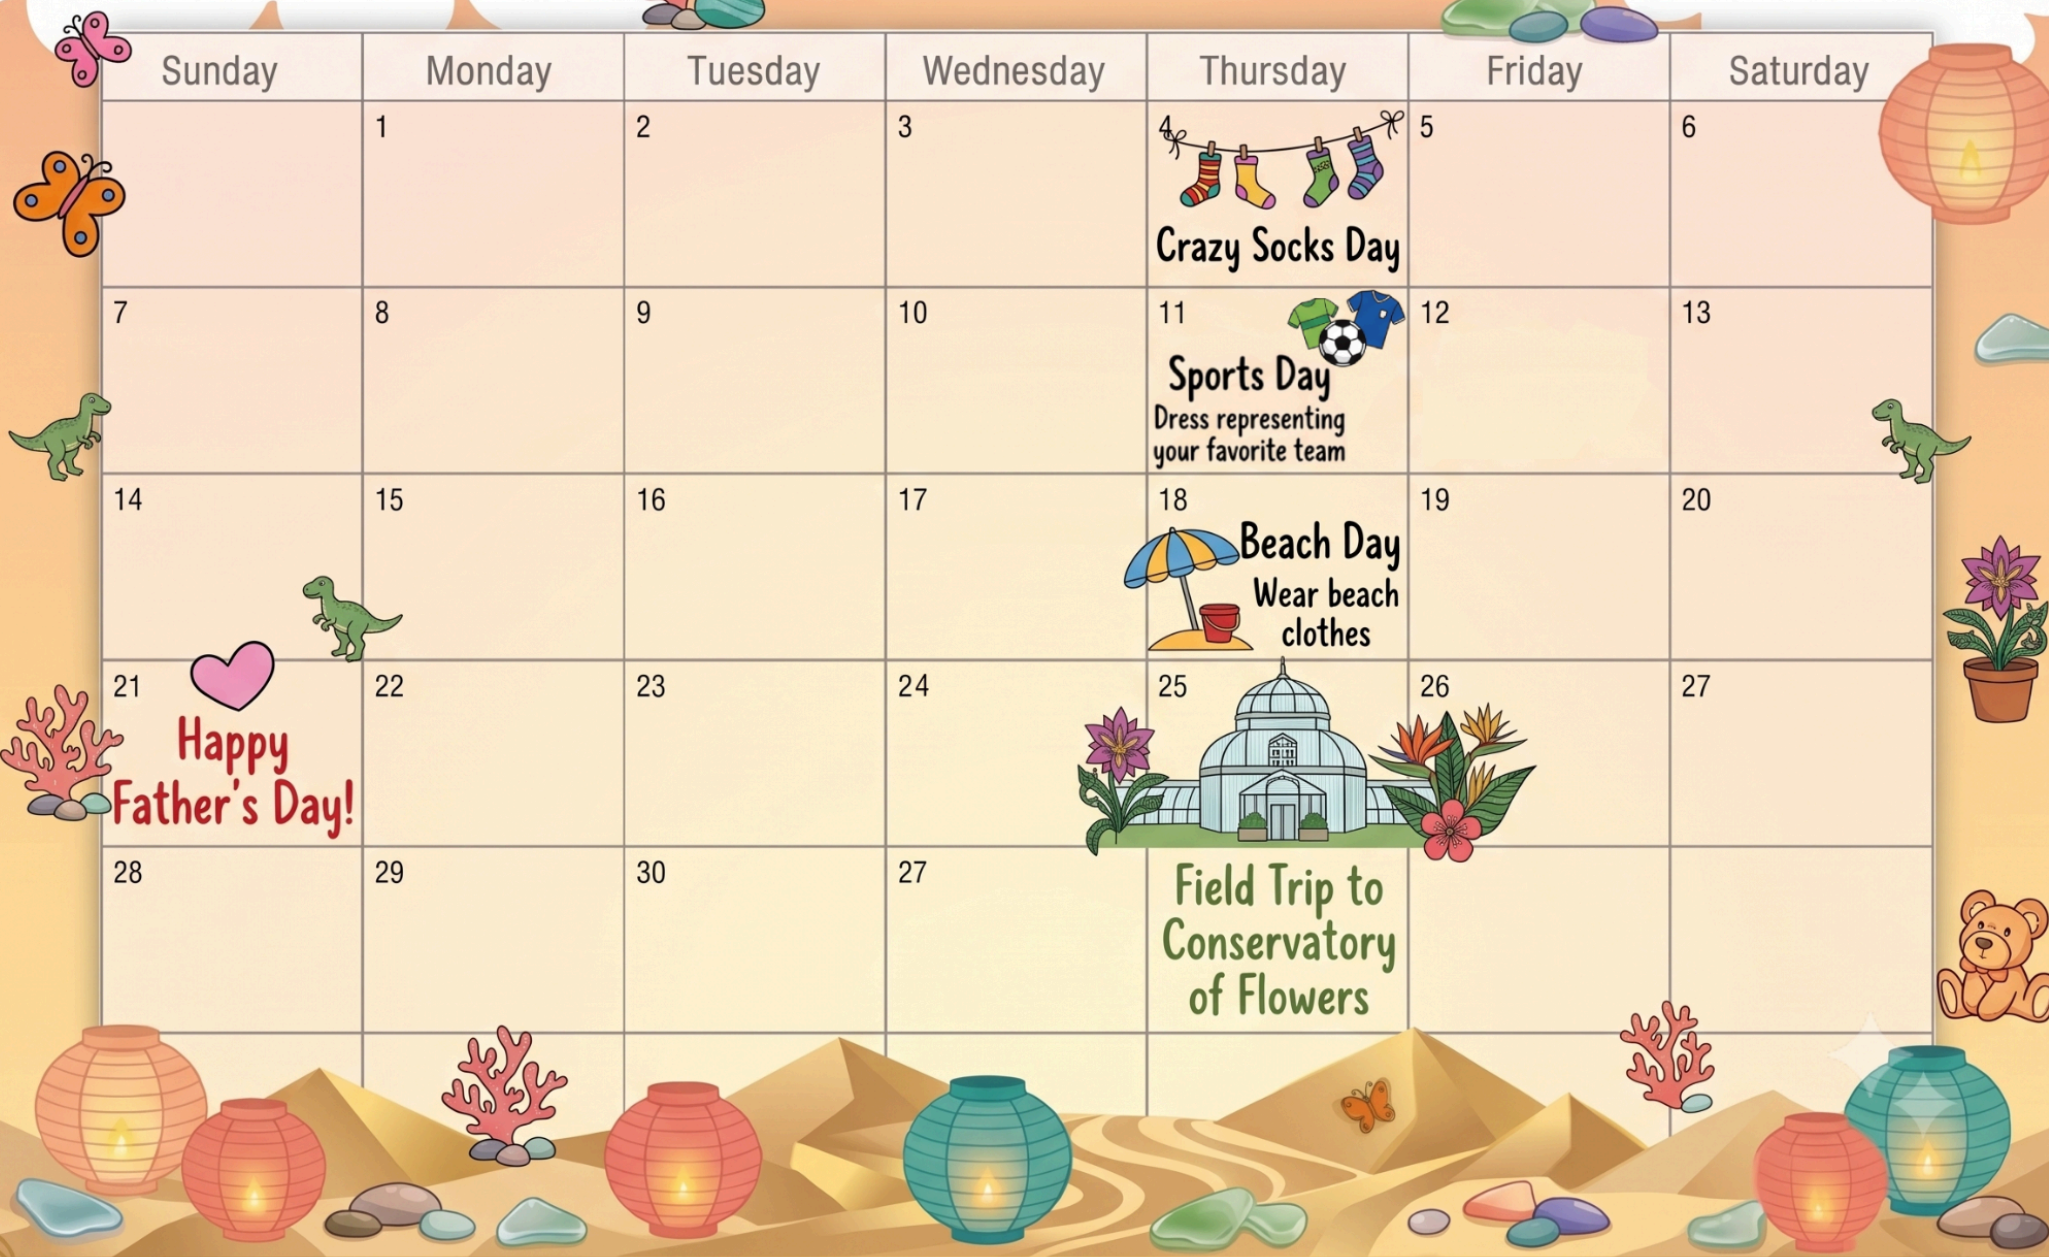 Sunday Monday Tuesday Wednesday Thursday Friday Saturday
1 2 3 4 5 6
Crazy Socks Day
7 8 9 10 11 12 13
Sports Day
Dress representing
your favorite team
14 15 16 17 18 19 20
Beach Day
Wear beach
clothes
21 22 23 24 25 26 27
Happy
Father's Day!
28 29 30 27
Field Trip to
Conservatory
of Flowers